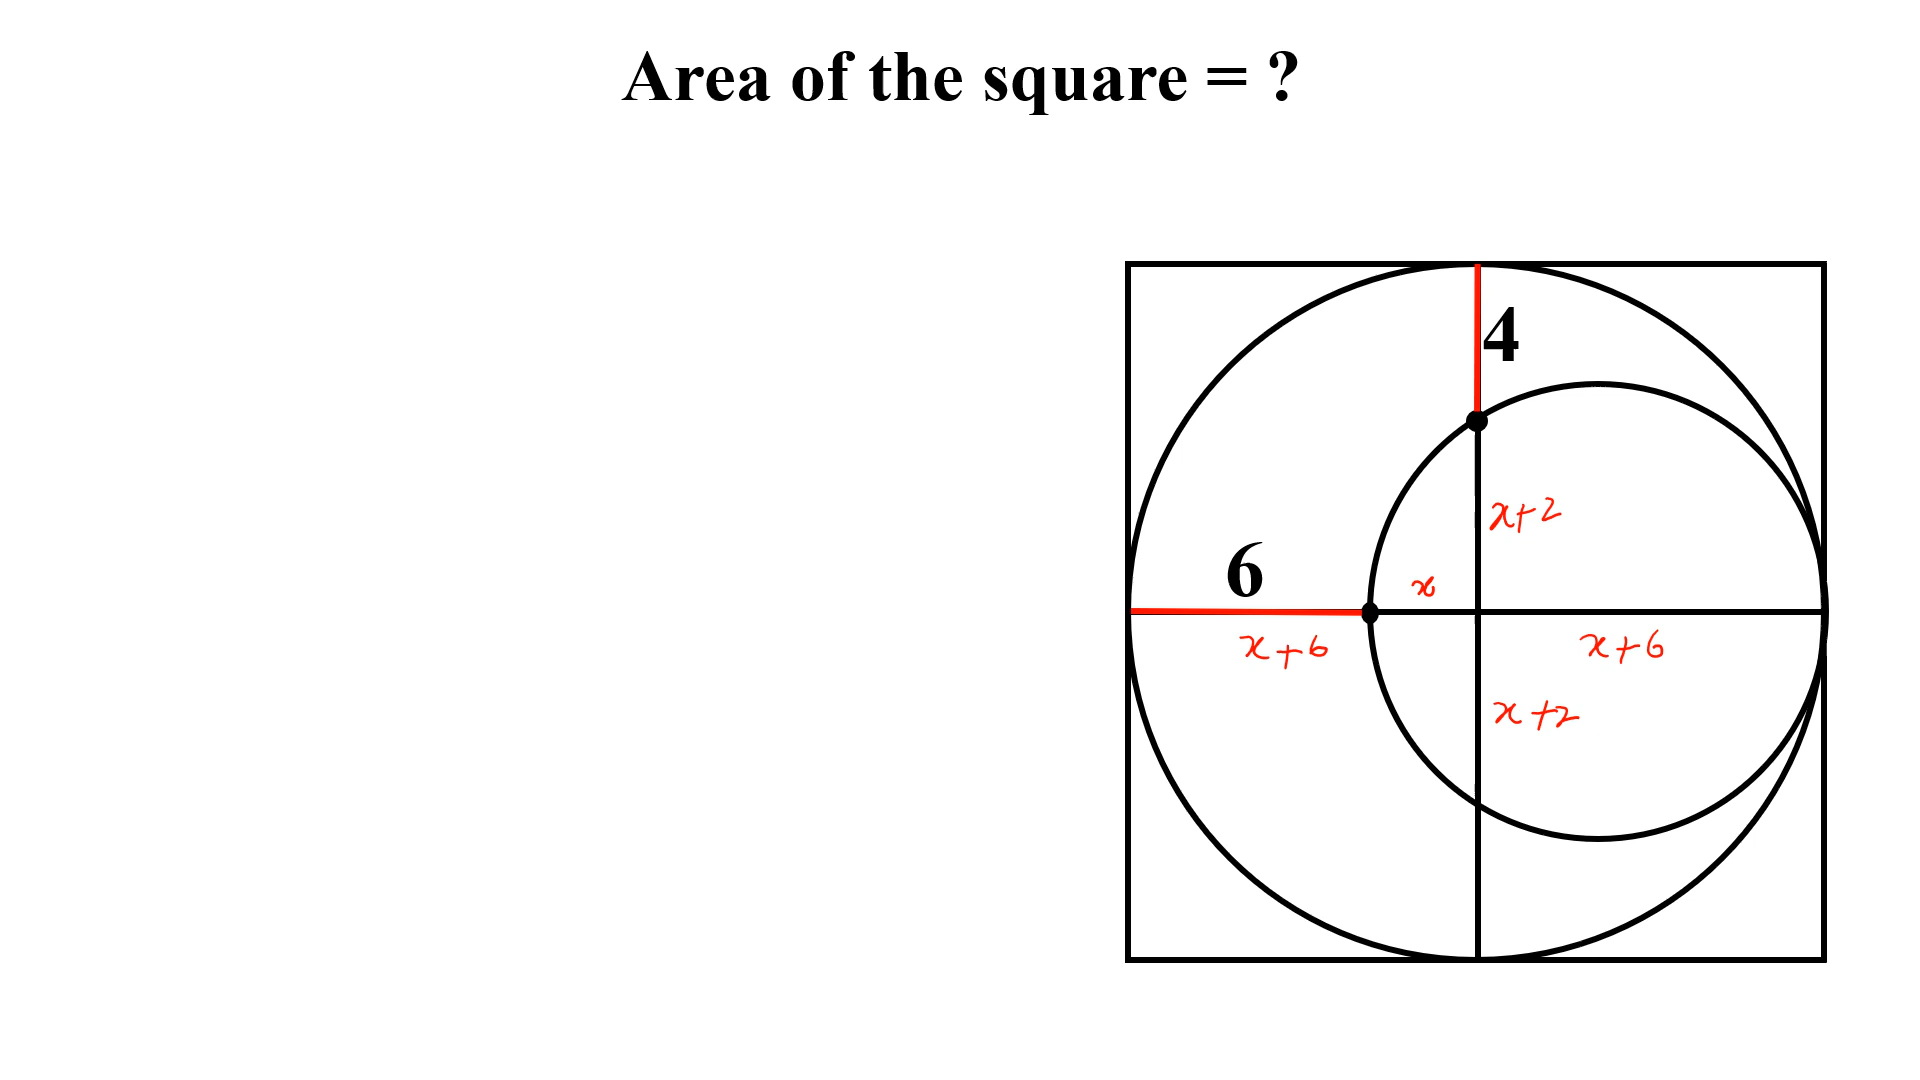 Area of the square = ?
4
x+2
6
x
x+6
x+6
x+2